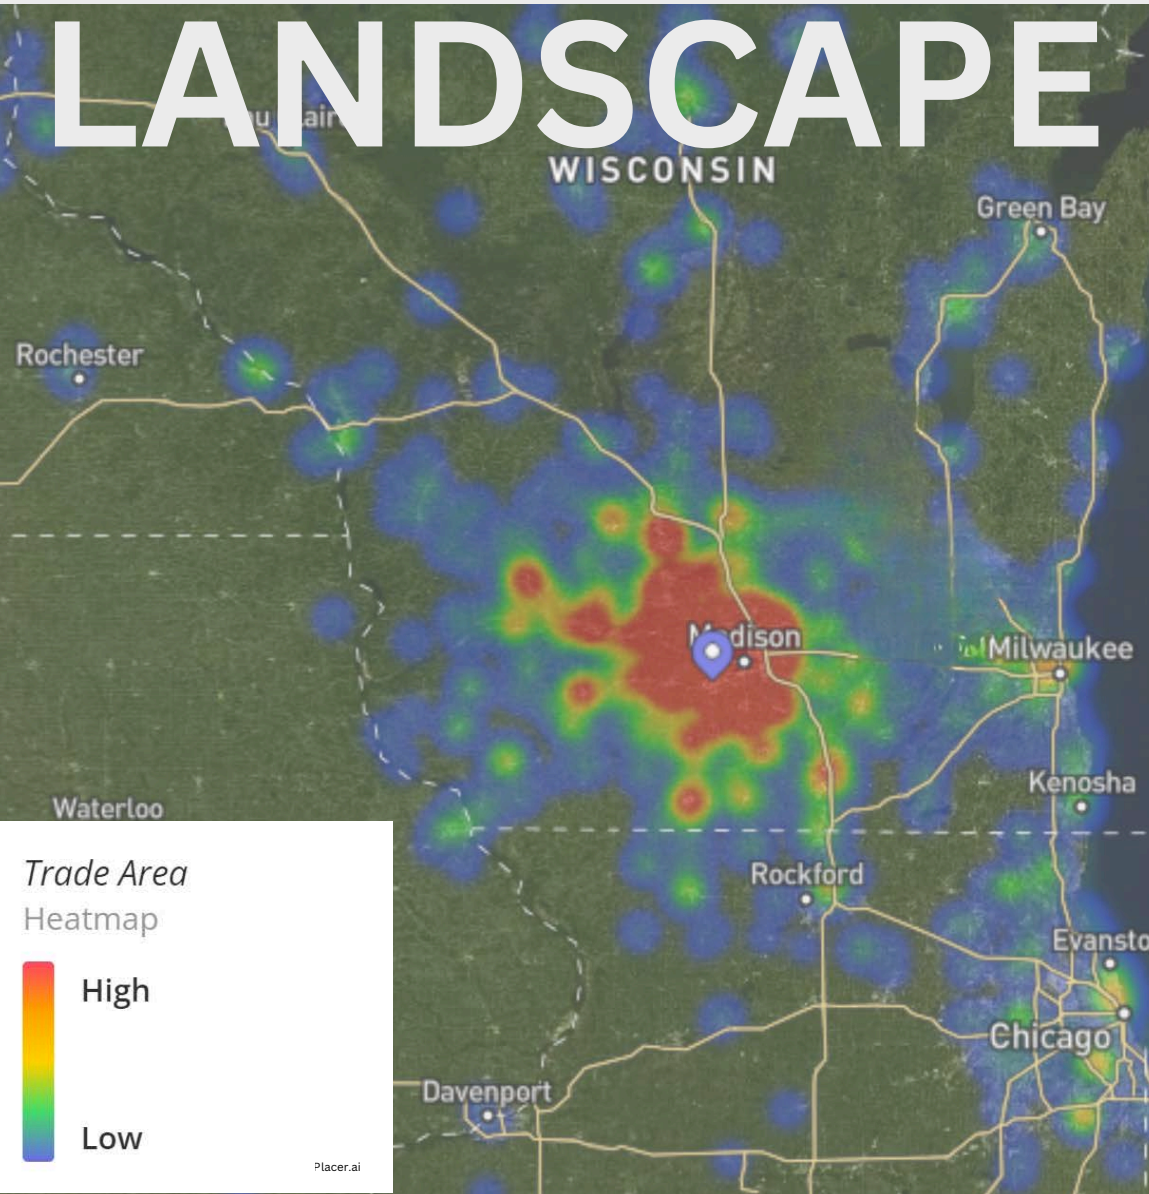 LANDSCAPE
WISCONSIN
Green Bay
Rochester
Madison
Milwaukee
Kenosha
Waterloo
Rockford
Evansto
Chicago
Davenport
Trade Area
Heatmap
High
Low
Placer.ai